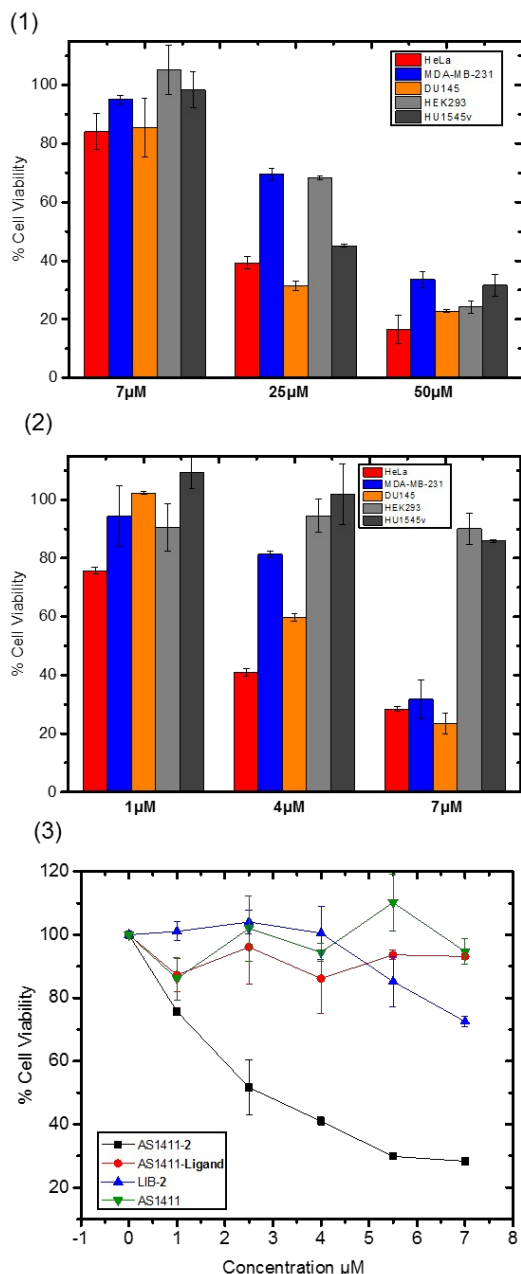 (1)
% Cell Viability
100
80
60
40
20
0
HeLa
MDA-MB-231
DU145
HEK293
HU1545v
7µM
25µM
50µM
(2)
% Cell Viability
100
80
60
40
20
0
HeLa
MDA-MB-231
DU145
HEK293
HU1545v
1µM
4µM
7µM
(3)
% Cell Viability
120
100
80
60
40
20
AS1411-2
AS1411-Ligand
LIB-2
AS1411
-1 0 1 2 3 4 5 6 7 8
Concentration µM